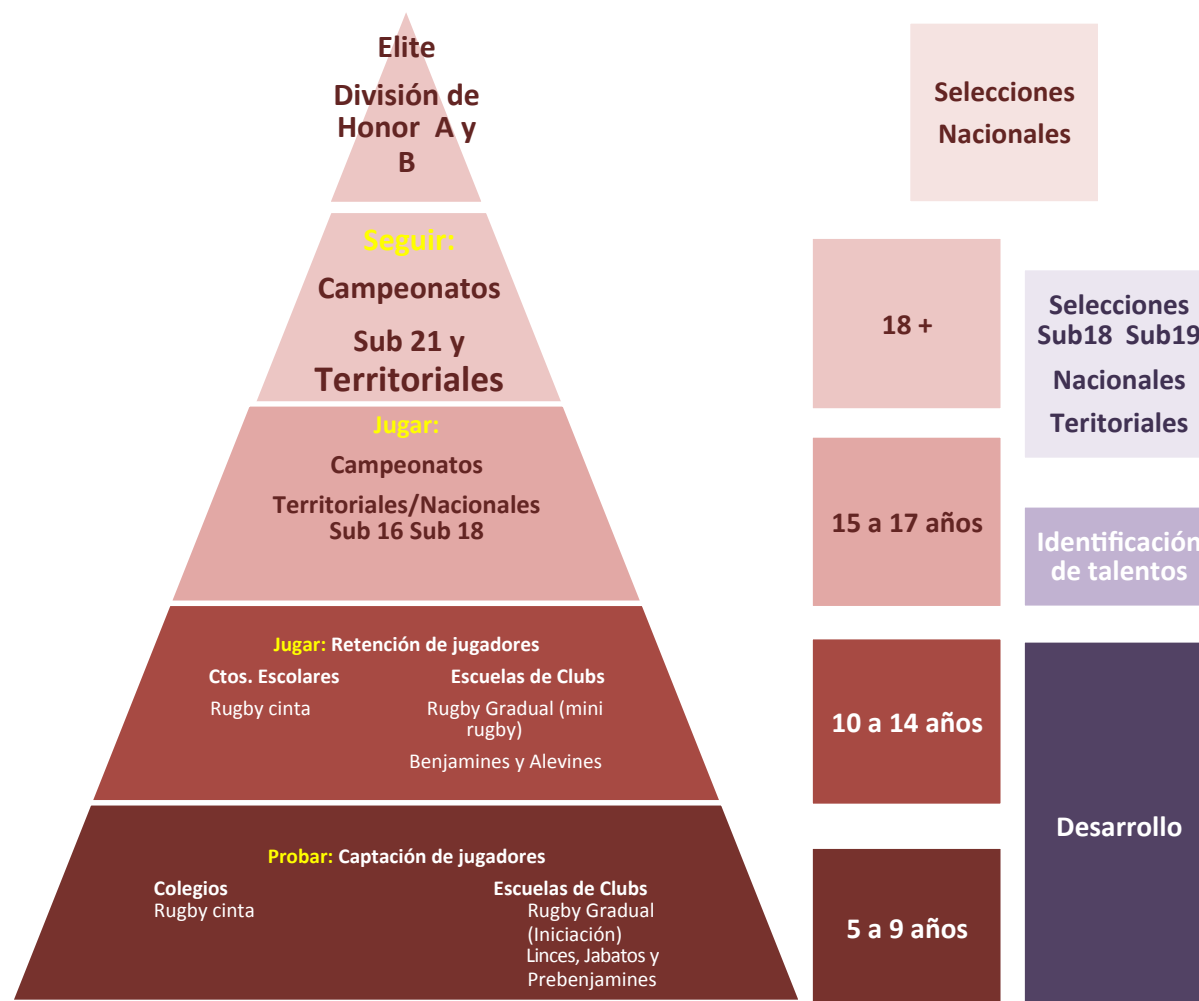 Elite
División de
Honor A y
B
Seguir:
Campeonatos
Sub 21 y
Territoriales
Jugar:
Campeonatos
Territoriales/Nacionales
Sub 16 Sub 18
Jugar: Retención de jugadores
Ctos. Escolares
Rugby cinta
Escuelas de Clubs
Rugby Gradual (mini
rugby)
Benjamines y Alevines
Probar: Captación de jugadores
Colegios
Rugby cinta
Escuelas de Clubs
Rugby Gradual
(Iniciación)
Linces, Jabatos y
Prebenjamines
Selecciones
Nacionales
18 +
15 a 17 años
10 a 14 años
5 a 9 años
Selecciones
Sub18 Sub19
Nacionales
Teritoriales
Identificación
de talentos
Desarrollo